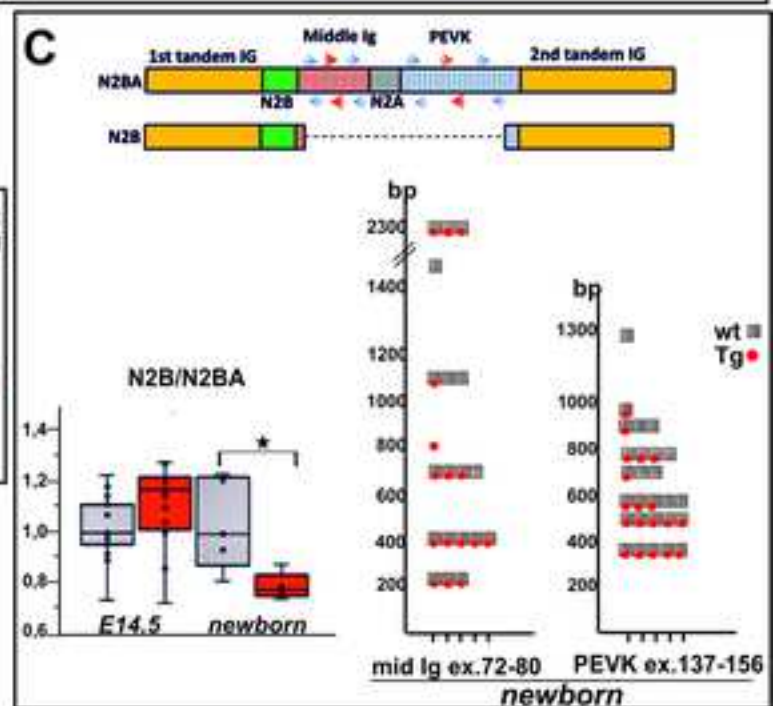 C
Middle Ig PEVK
1st tandem IG 2nd tandem IG
N2BA
N2B N2A
N2B
bp
2300
1400
1200
1000
800
600
400
200
mid Ig ex.72-80
bp
1300
1000
800
600
400
200
PEVK ex.137-156
newborn
wt
Tg
N2B/N2BA
★
1,4
1,2
1,0
0,8
0,6
E14,5 newborn